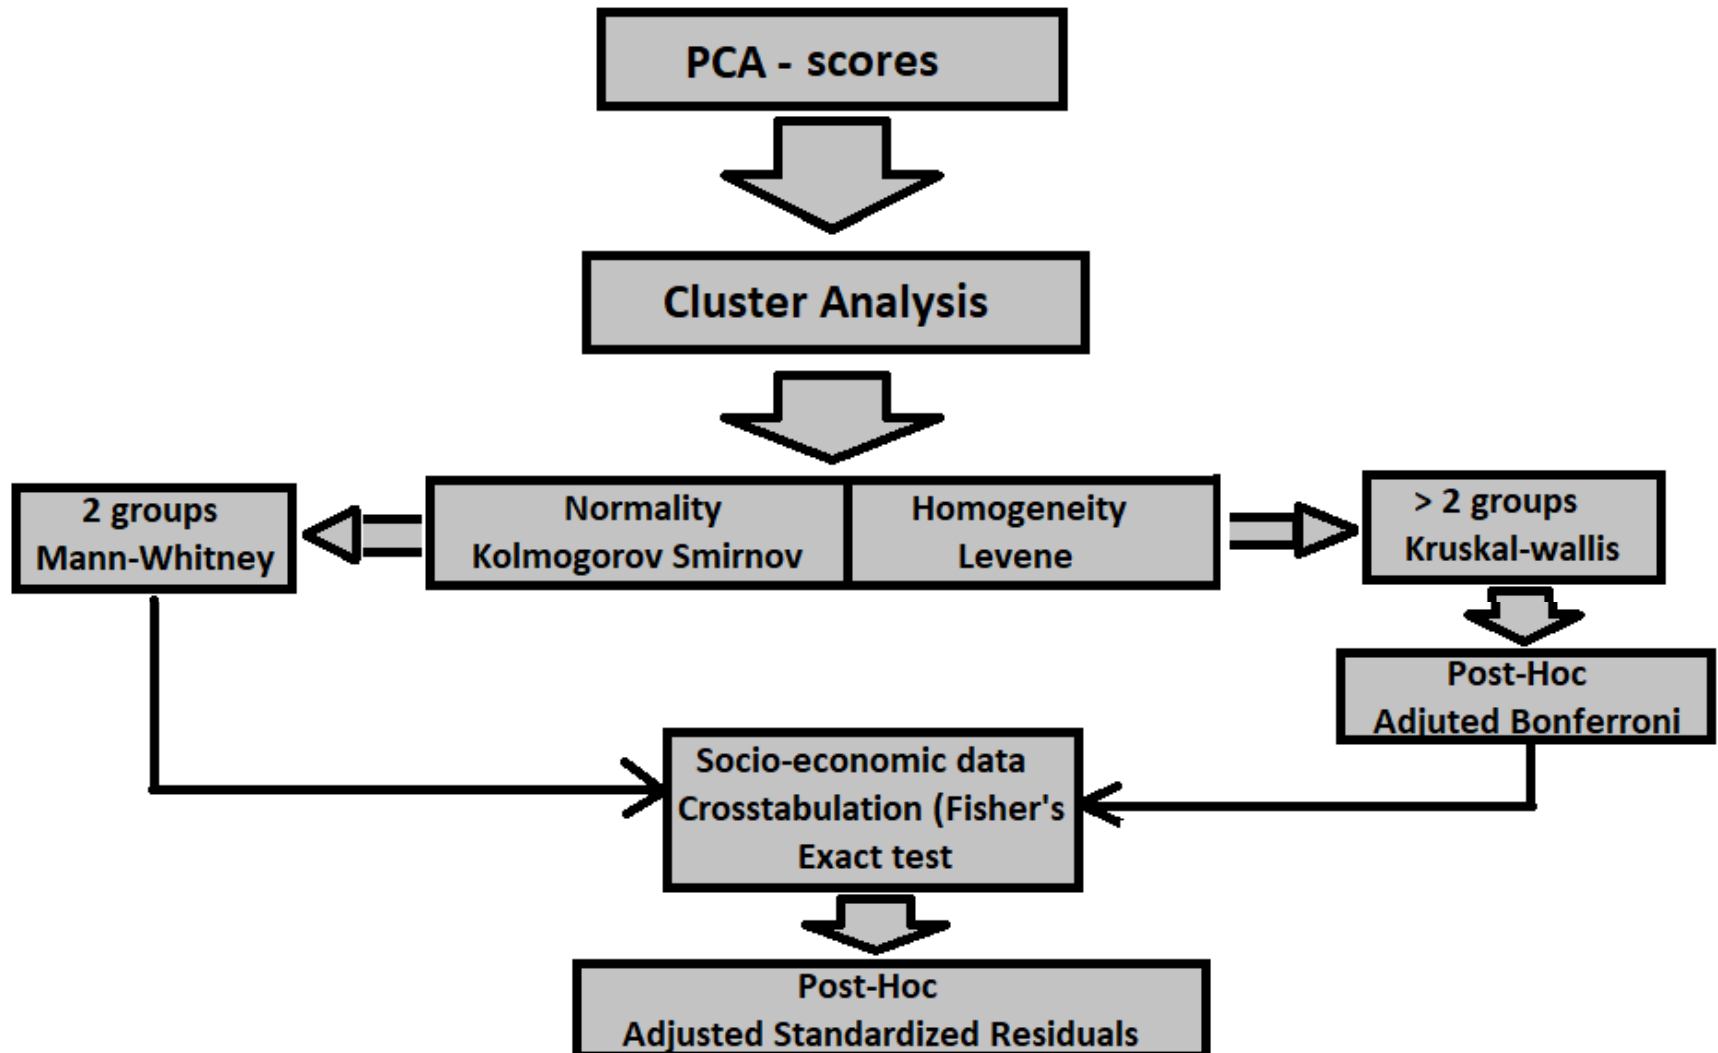 PCA - scores
Cluster Analysis
2 groups
Mann-Whitney
Normality
Kolmogorov Smirnov
Homogeneity
Levene
> 2 groups
Kruskal-wallis
Post-Hoc
Adjuted Bonferroni
Socio-economic data
Crosstabulation (Fisher's
Exact test
Post-Hoc
Adjusted Standardized Residuals